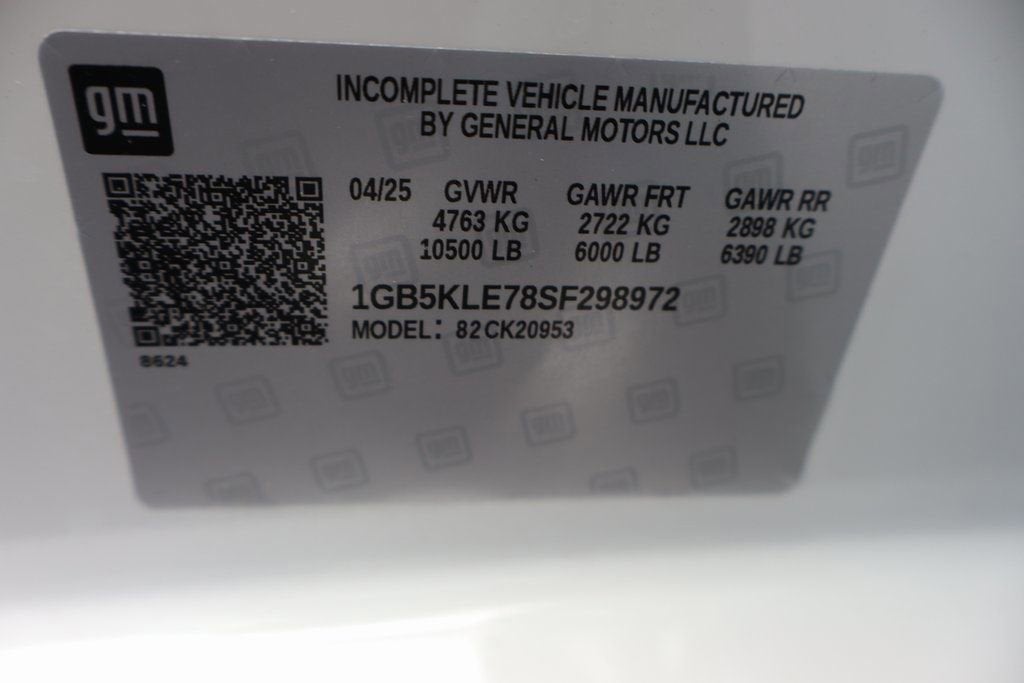 gm
INCOMPLETE VEHICLE MANUFACTURED
BY GENERAL MOTORS LLC
04/25 GVWR GAWR FRT GAWR RR
4763 KG 2722 KG 2898 KG
10500 LB 6000 LB 6390 LB
1GB5KLE78SF298972
MODEL: 82CK20953
8624